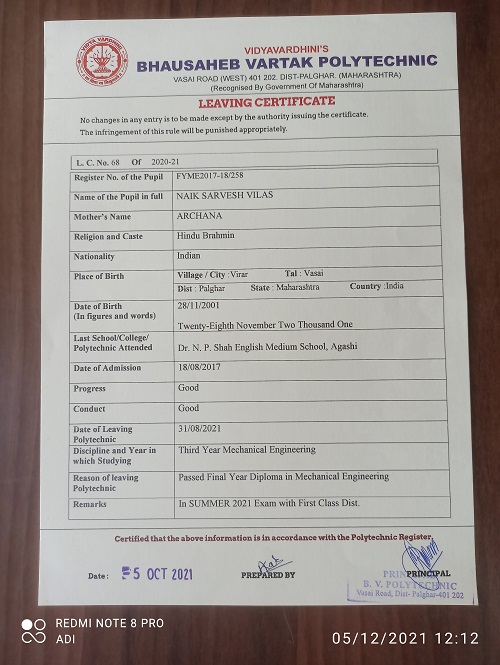 VIDYAVARDHINI'S
BHAUSAHEB VARTAK POLYTECHNIC
VASAI ROAD (WEST) 401 202. DIST-PALGHAR. (MAHARASHTRA)
(Recognised By Government Of Maharashtra)
LEAVING CERTIFICATE
No changes in any entry is to be made except by the authority issuing the certificate.
The infringement of this rule will be punished appropriately.
L. C. No. 68 Of 2020-21
Register No. of the Pupil FYME2017-18/258
Name of the Pupil in full NAIK SARVESH VILAS
Mother's Name ARCHANA
Religion and Caste Hindu Brahmin
Nationality Indian
Place of Birth Village / City : Virar Tal : Vasai
Dist : Palghar State : Maharashtra Country : India
Date of Birth 28/11/2001
(In figures and words) Twenty-Eighth November Two Thousand One
Last School/College/
Polytechnic Attended Dr. N. P. Shah English Medium School, Agashi
Date of Admission 18/08/2017
Progress Good
Conduct Good
Date of Leaving 31/08/2021
Polytechnic
Discipline and Year in Third Year Mechanical Engineering
which Studying
Reason of leaving Passed Final Year Diploma in Mechanical Engineering
Polytechnic
Remarks In SUMMER 2021 Exam with First Class Dist.
Certified that the above information is in accordance with the Polytechnic Register.
Date : 5 OCT 2021 PREPARED BY PRINCIPAL
B. V. POLYTECHNIC
Vasai Road, Dist- Palghar-401 202
REDMI NOTE 8 PRO
ADI
05/12/2021 12:12